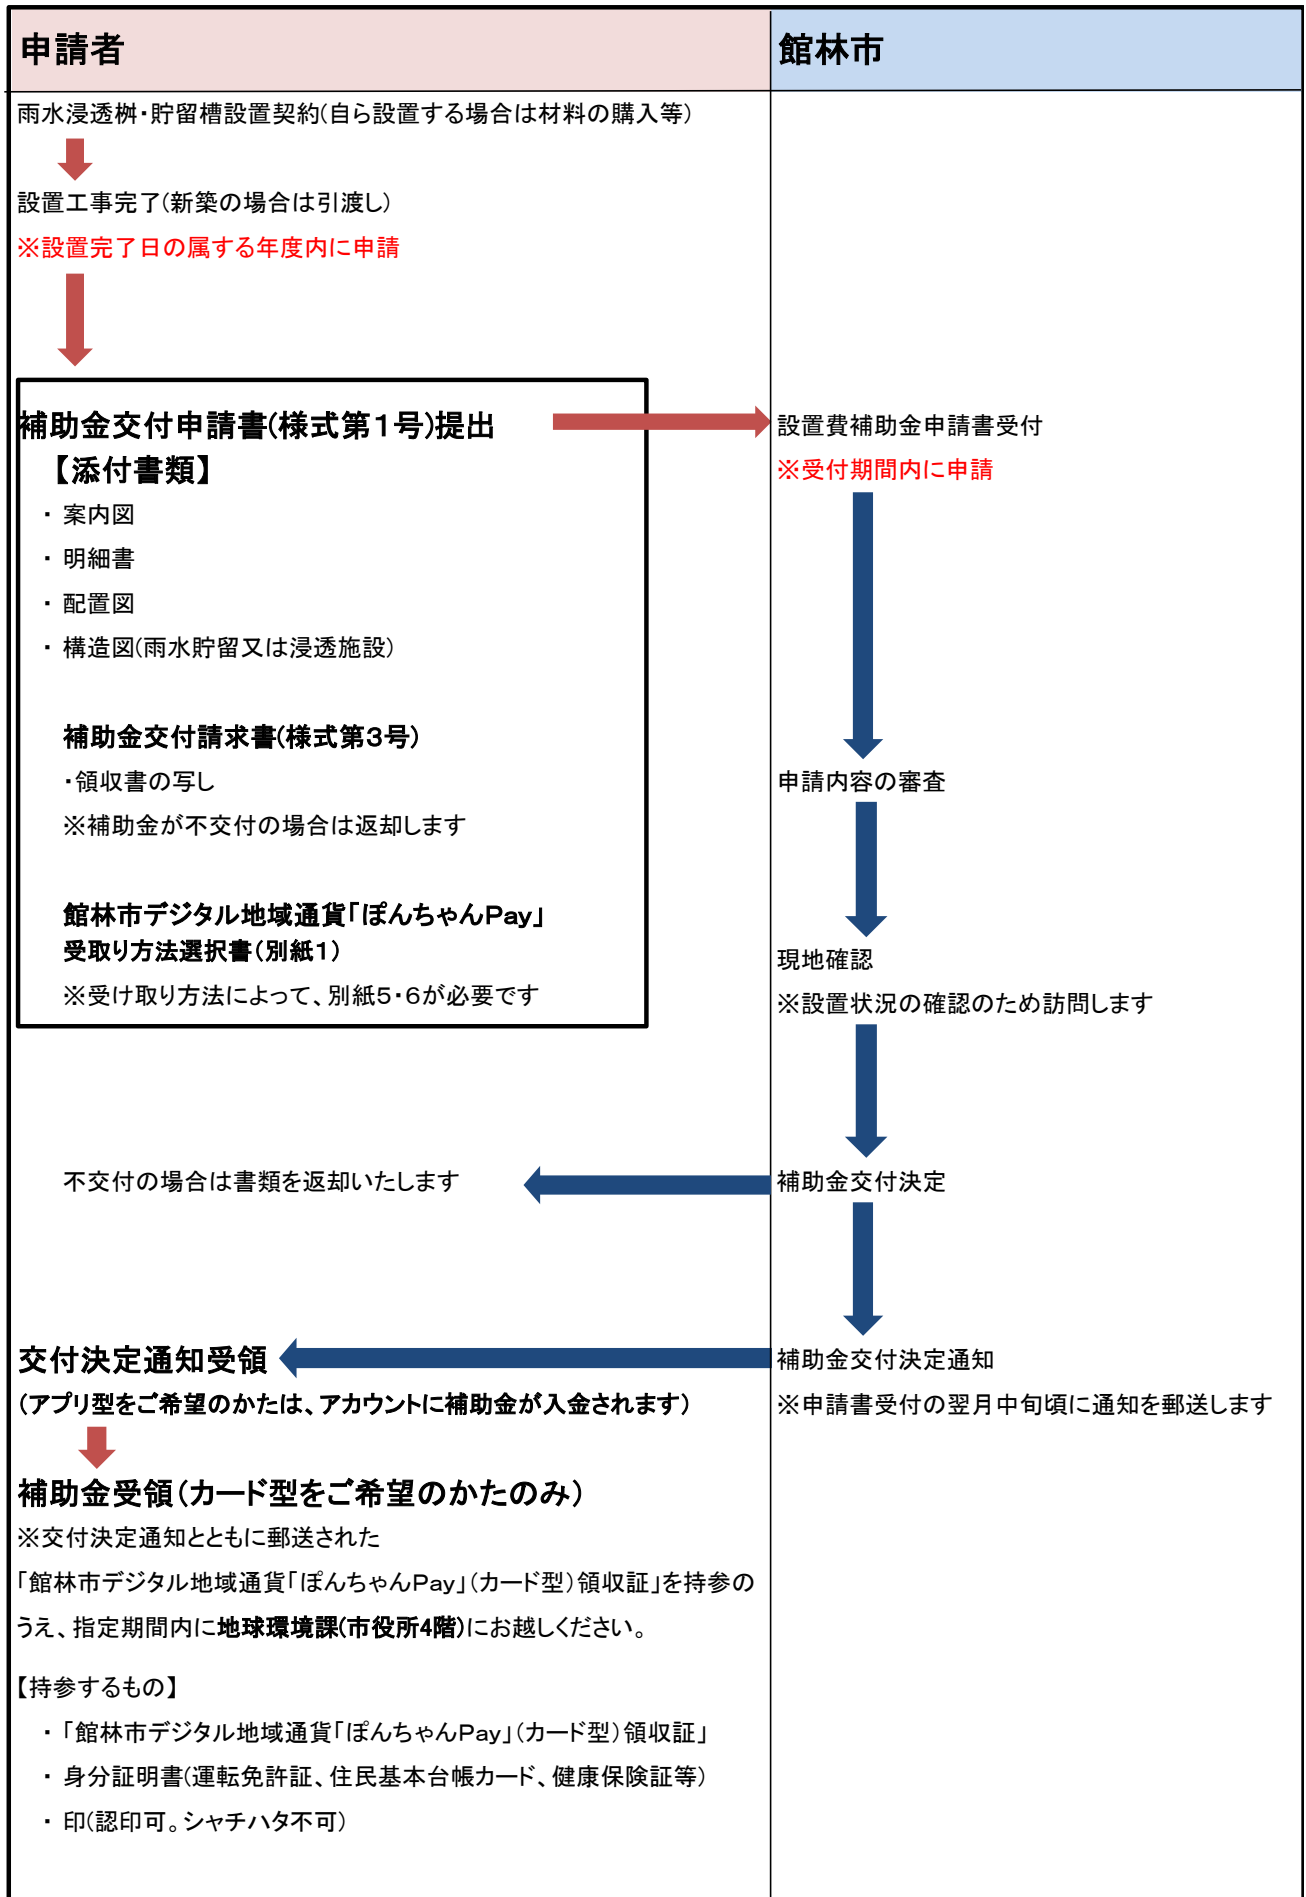 申請者
館林市
雨水浸透桝・貯留槽設置契約(自ら設置する場合は材料の購入等)
設置工事完了(新築の場合は引渡し)
※設置完了日の属する年度内に申請
補助金交付申請書(様式第1号)提出
【添付書類】
・ 案内図
・ 明細書
・ 配置図
・ 構造図(雨水貯留又は浸透施設)
補助金交付請求書(様式第3号)
・領収書の写し
※補助金が不交付の場合は返却します
館林市デジタル地域通貨「ぽんちゃんPay」
受取り方法選択書（別紙1）
※受け取り方法によって、別紙5・6が必要です
設置費補助金申請書受付
※受付期間内に申請
申請内容の審査
現地確認
※設置状況の確認のため訪問します
不交付の場合は書類を返却いたします
補助金交付決定
交付決定通知受領
（アプリ型をご希望のかたは、アカウントに補助金が入金されます）
補助金交付決定通知
※申請書受付の翌月中旬頃に通知を郵送します
補助金受領（カード型をご希望のかたのみ）
※交付決定通知とともに郵送された
「館林市デジタル地域通貨「ぽんちゃんPay」（カード型）領収証」を持参の
うえ、指定期間内に地球環境課(市役所4階)にお越しください。
【持参するもの】
・ 「館林市デジタル地域通貨「ぽんちゃんPay」（カード型）領収証」
・ 身分証明書(運転免許証、住民基本台帳カード、健康保険証等)
・ 印(認印可。シャチハタ不可)